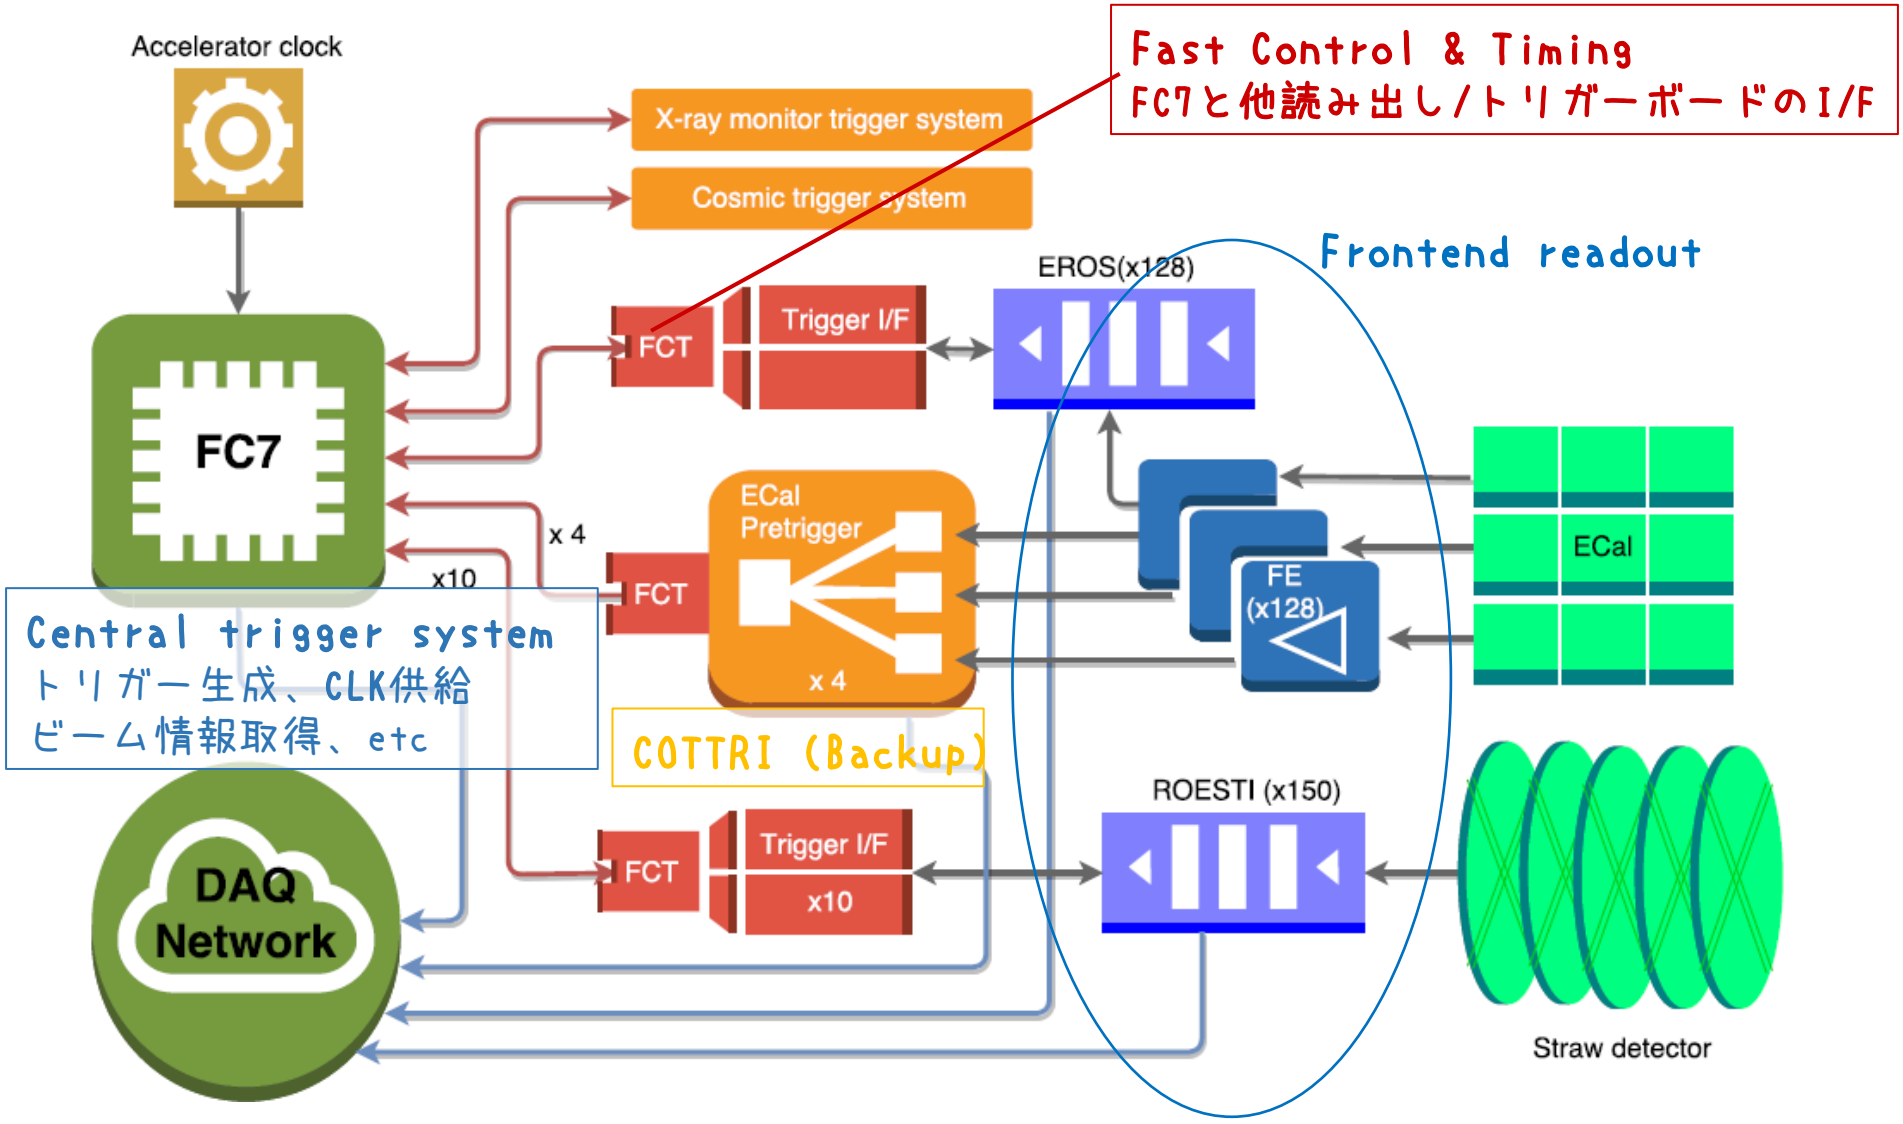 Accelerator clock
Fast Control & Timing
FC7と他読み出し/トリガーボードのI/F
X-ray monitor trigger system
Cosmic trigger system
EROS(x128)
Frontend readout
FCT
Trigger I/F
FC7
ECal
Pretrigger
x 4
x10
FCT
x 4
FE
(x128)
ECal
Central trigger system
トリガー生成、CLK供給
ビーム情報取得、etc
COTTRI (Backup)
ROESTI (x150)
FCT
Trigger I/F
x10
DAQ
Network
Straw detector